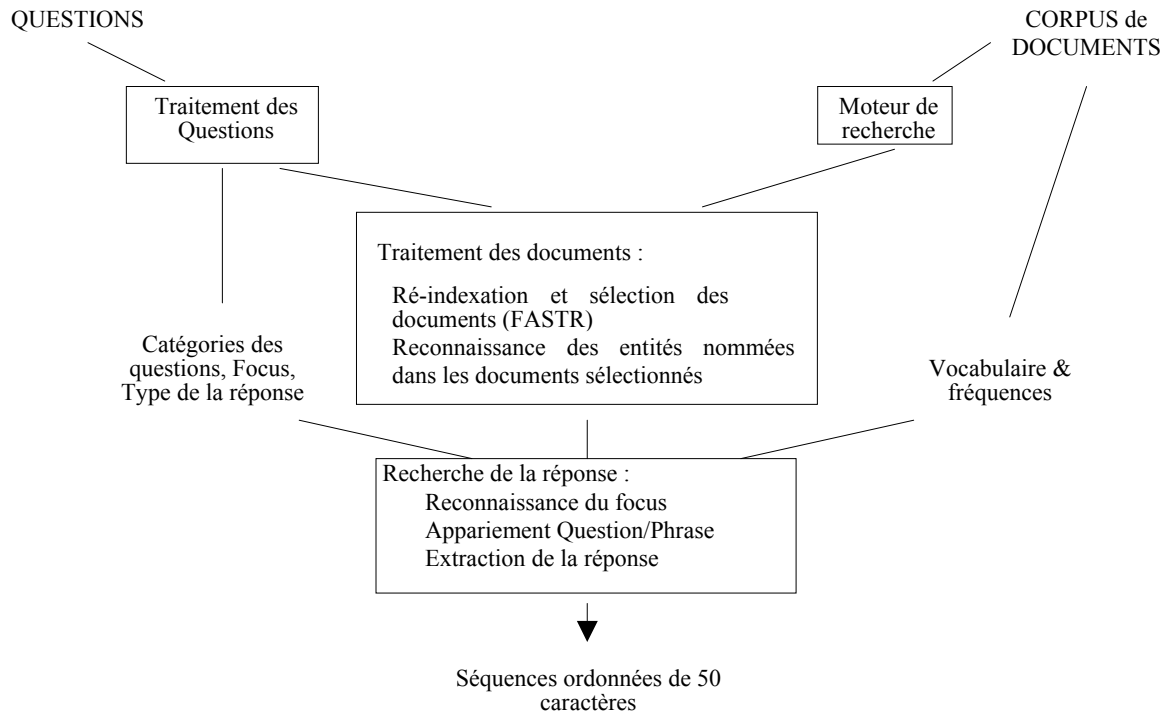 QUESTIONS
CORPUS de
DOCUMENTS
Traitement des
Questions
Moteur de
recherche
Traitement des documents :
Ré-indexation et sélection des
documents (FASTR)
Reconnaissance des entités nommées
dans les documents sélectionnés
Catégories des
questions, Focus,
Type de la réponse
Vocabulaire &
fréquences
Recherche de la réponse :
Reconnaissance du focus
Appariement Question/Phrase
Extraction de la réponse
Séquences ordonnées de 50
caractères